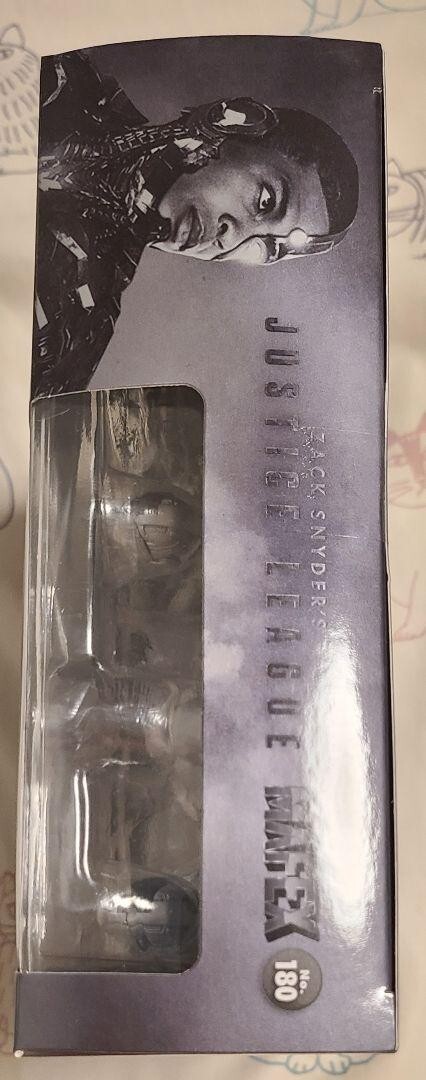 ZACK SNYDER'S
JUSTICE LEAGUE
MAFEX
No.
180